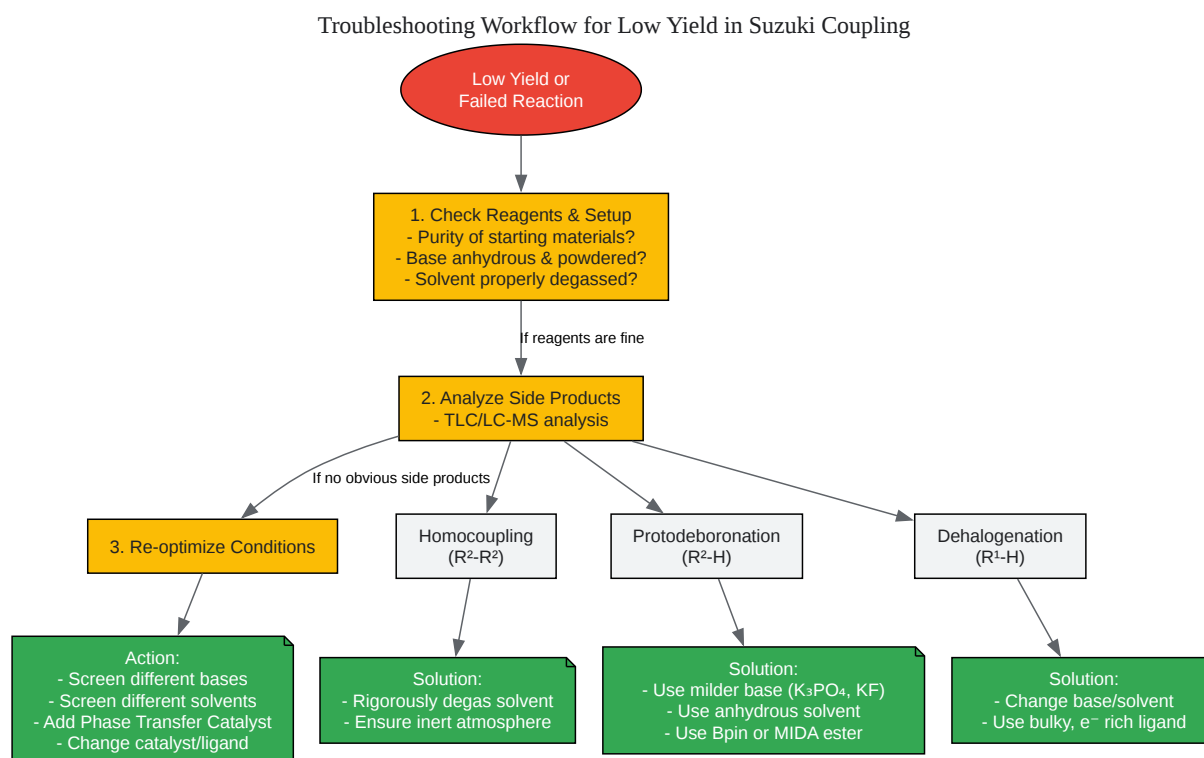 Troubleshooting Workflow for Low Yield in Suzuki Coupling
Low Yield or
Failed Reaction
1. Check Reagents & Setup
- Purity of starting materials?
- Base anhydrous & powdered?
- Solvent properly degassed?
If reagents are fine
2. Analyze Side Products
- TLC/LC-MS analysis
If no obvious side products
3. Re-optimize Conditions
Homocoupling
(R²-R²)
Protodeboronation
(R²-H)
Dehalogenation
(R¹-H)
Action:
- Screen different bases
- Screen different solvents
- Add Phase Transfer Catalyst
- Change catalyst/ligand
Solution:
- Rigorously degas solvent
- Ensure inert atmosphere
Solution:
- Use milder base (K₃PO₄, KF)
- Use anhydrous solvent
- Use Bpin or MIDA ester
Solution:
- Change base/solvent
- Use bulky, e⁻ rich ligand